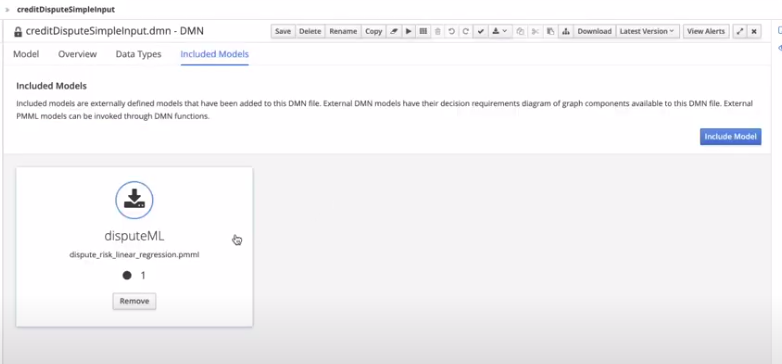 creditDisputeSimpleInput
creditDisputeSimpleInput.dmn - DMN
Save Delete Rename Copy Download Latest Version View Alerts
Model Overview Data Types Included Models
Included Models
Included models are externally defined models that have been added to this DMN file. External DMN models have their decision requirements diagram of graph components available to this DMN file. External
PMML models can be invoked through DMN functions.
Include Model
disputeML
dispute_risk_linear_regression.pmml
1
Remove